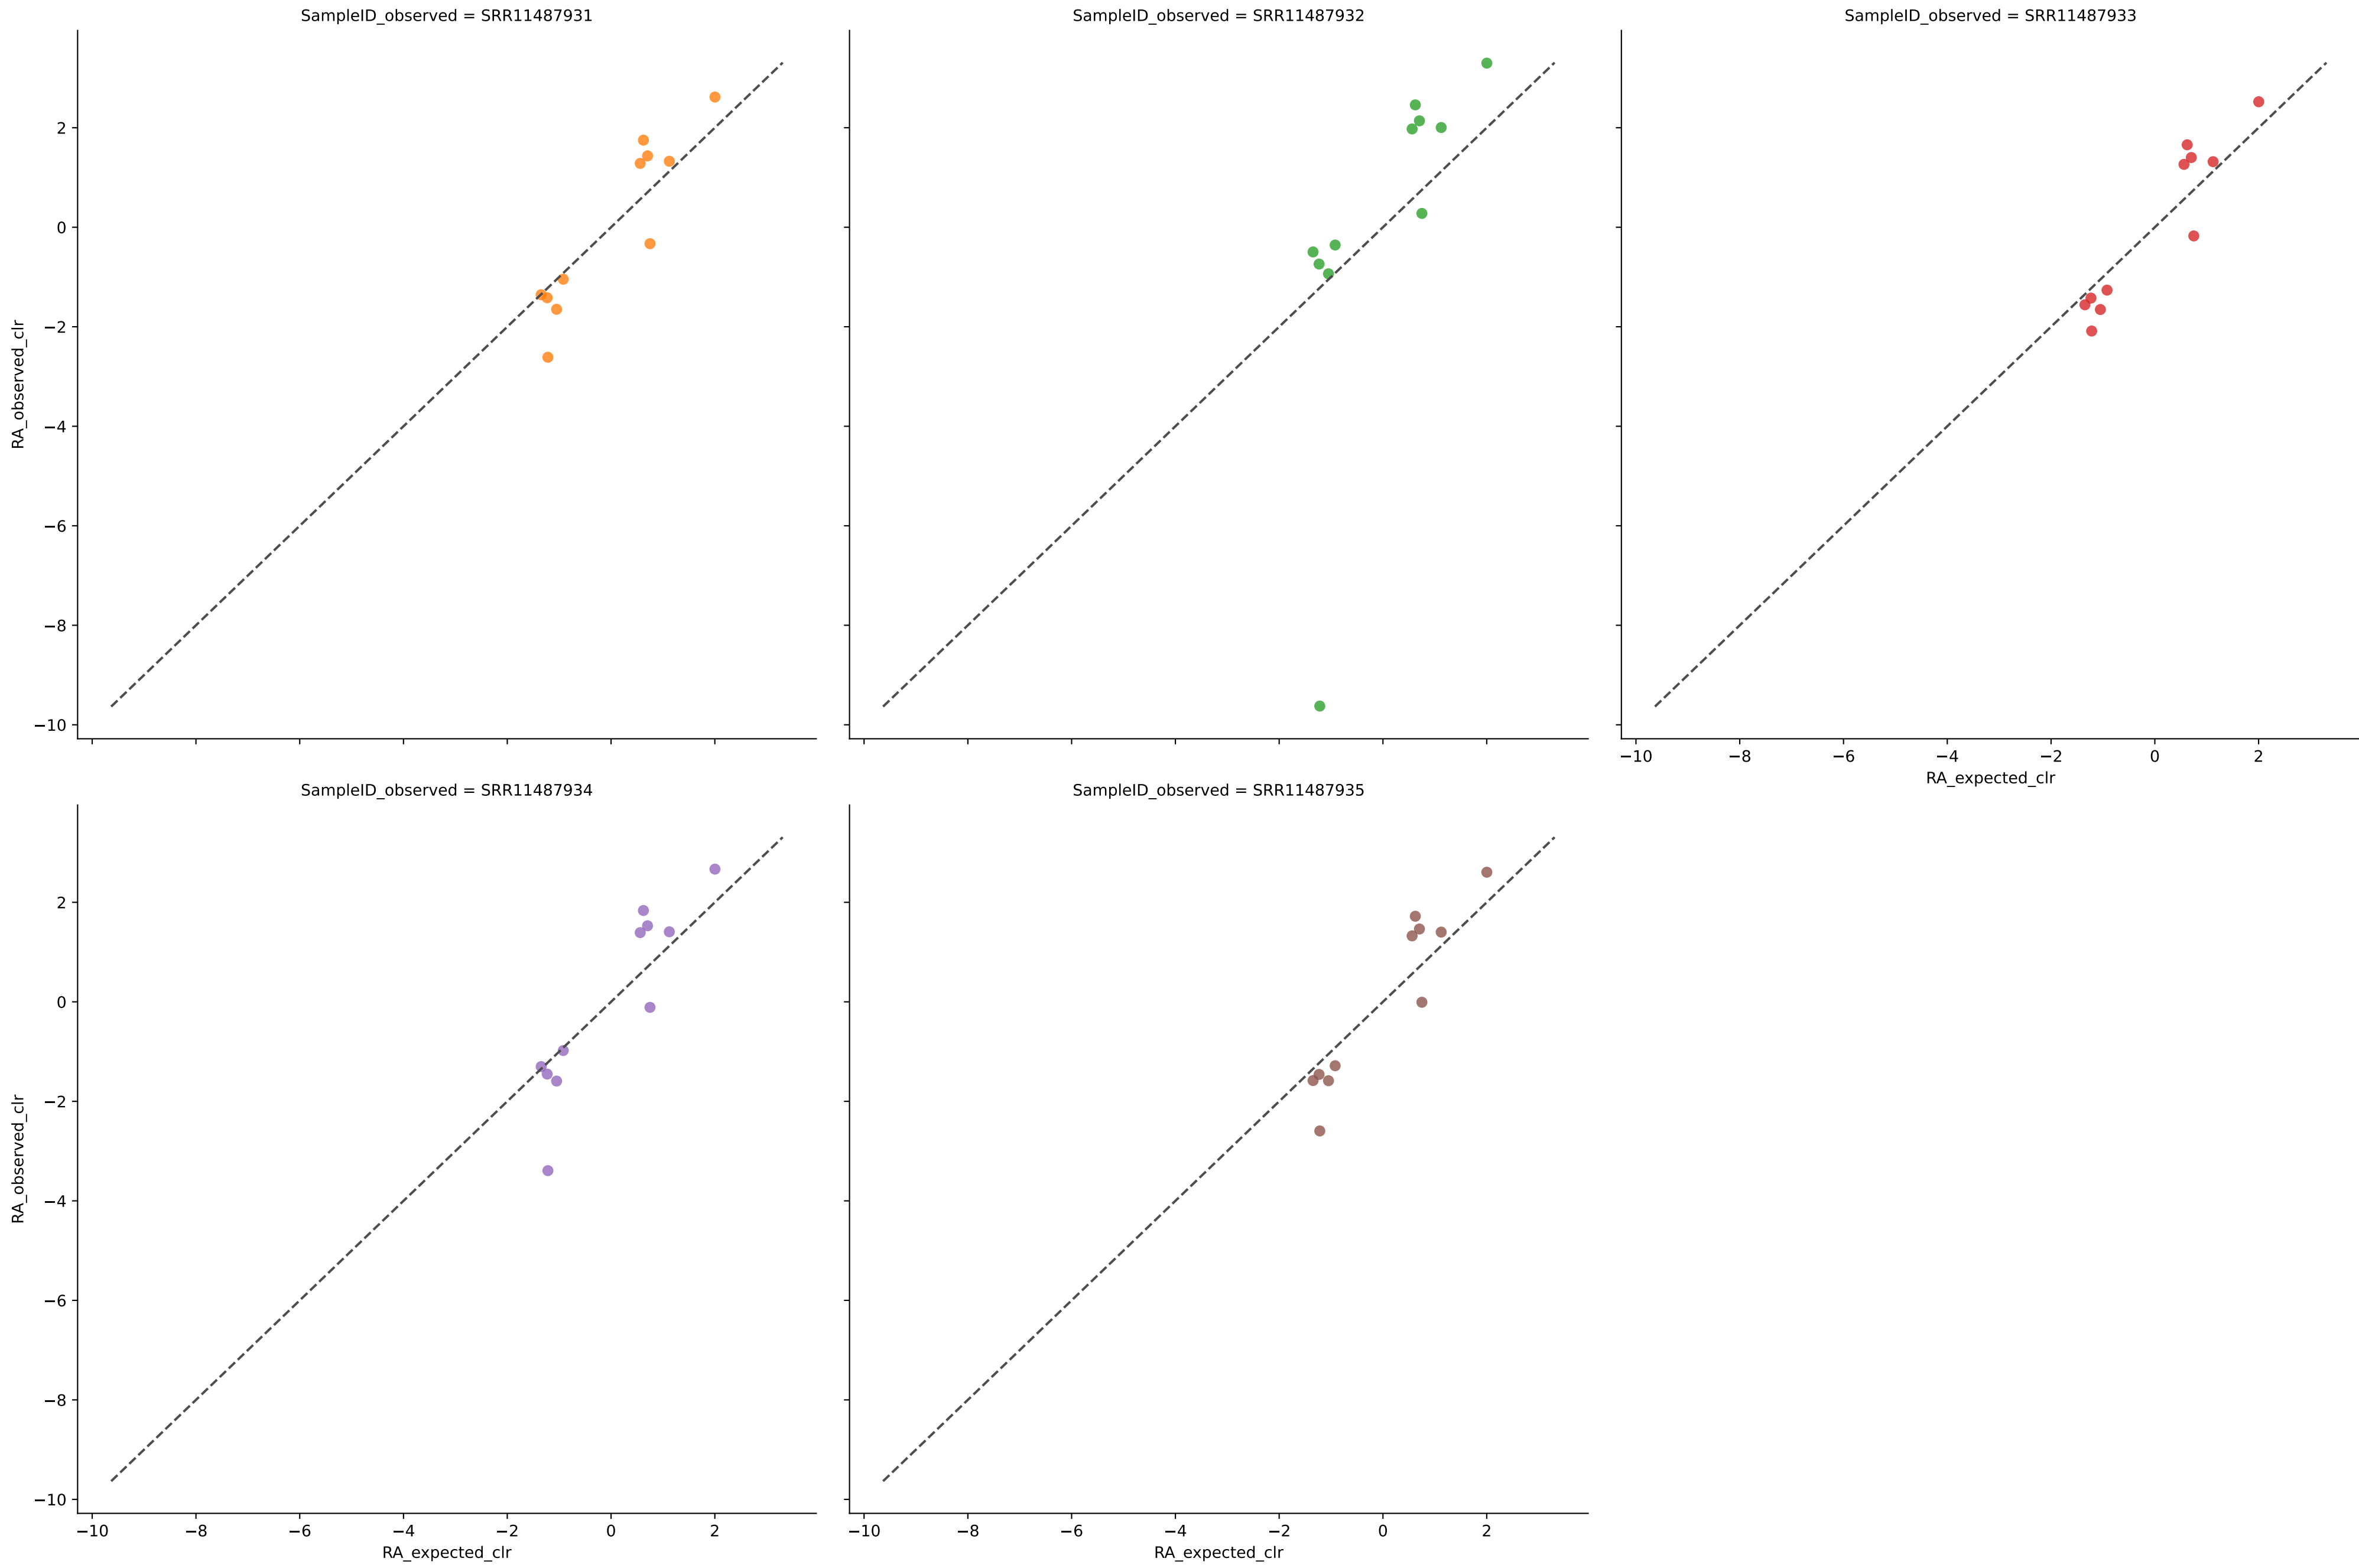 SampleID_observed = SRR11487931
SampleID_observed = SRR11487932
SampleID_observed = SRR11487933
RA_observed_clr
2
0
−2
−4
−6
−8
−10
−10 −8 −6 −4 −2 0 2
RA_expected_clr
SampleID_observed = SRR11487934
SampleID_observed = SRR11487935
RA_observed_clr
2
0
−2
−4
−6
−8
−10
−10 −8 −6 −4 −2 0 2
RA_expected_clr
−10 −8 −6 −4 −2 0 2
RA_expected_clr